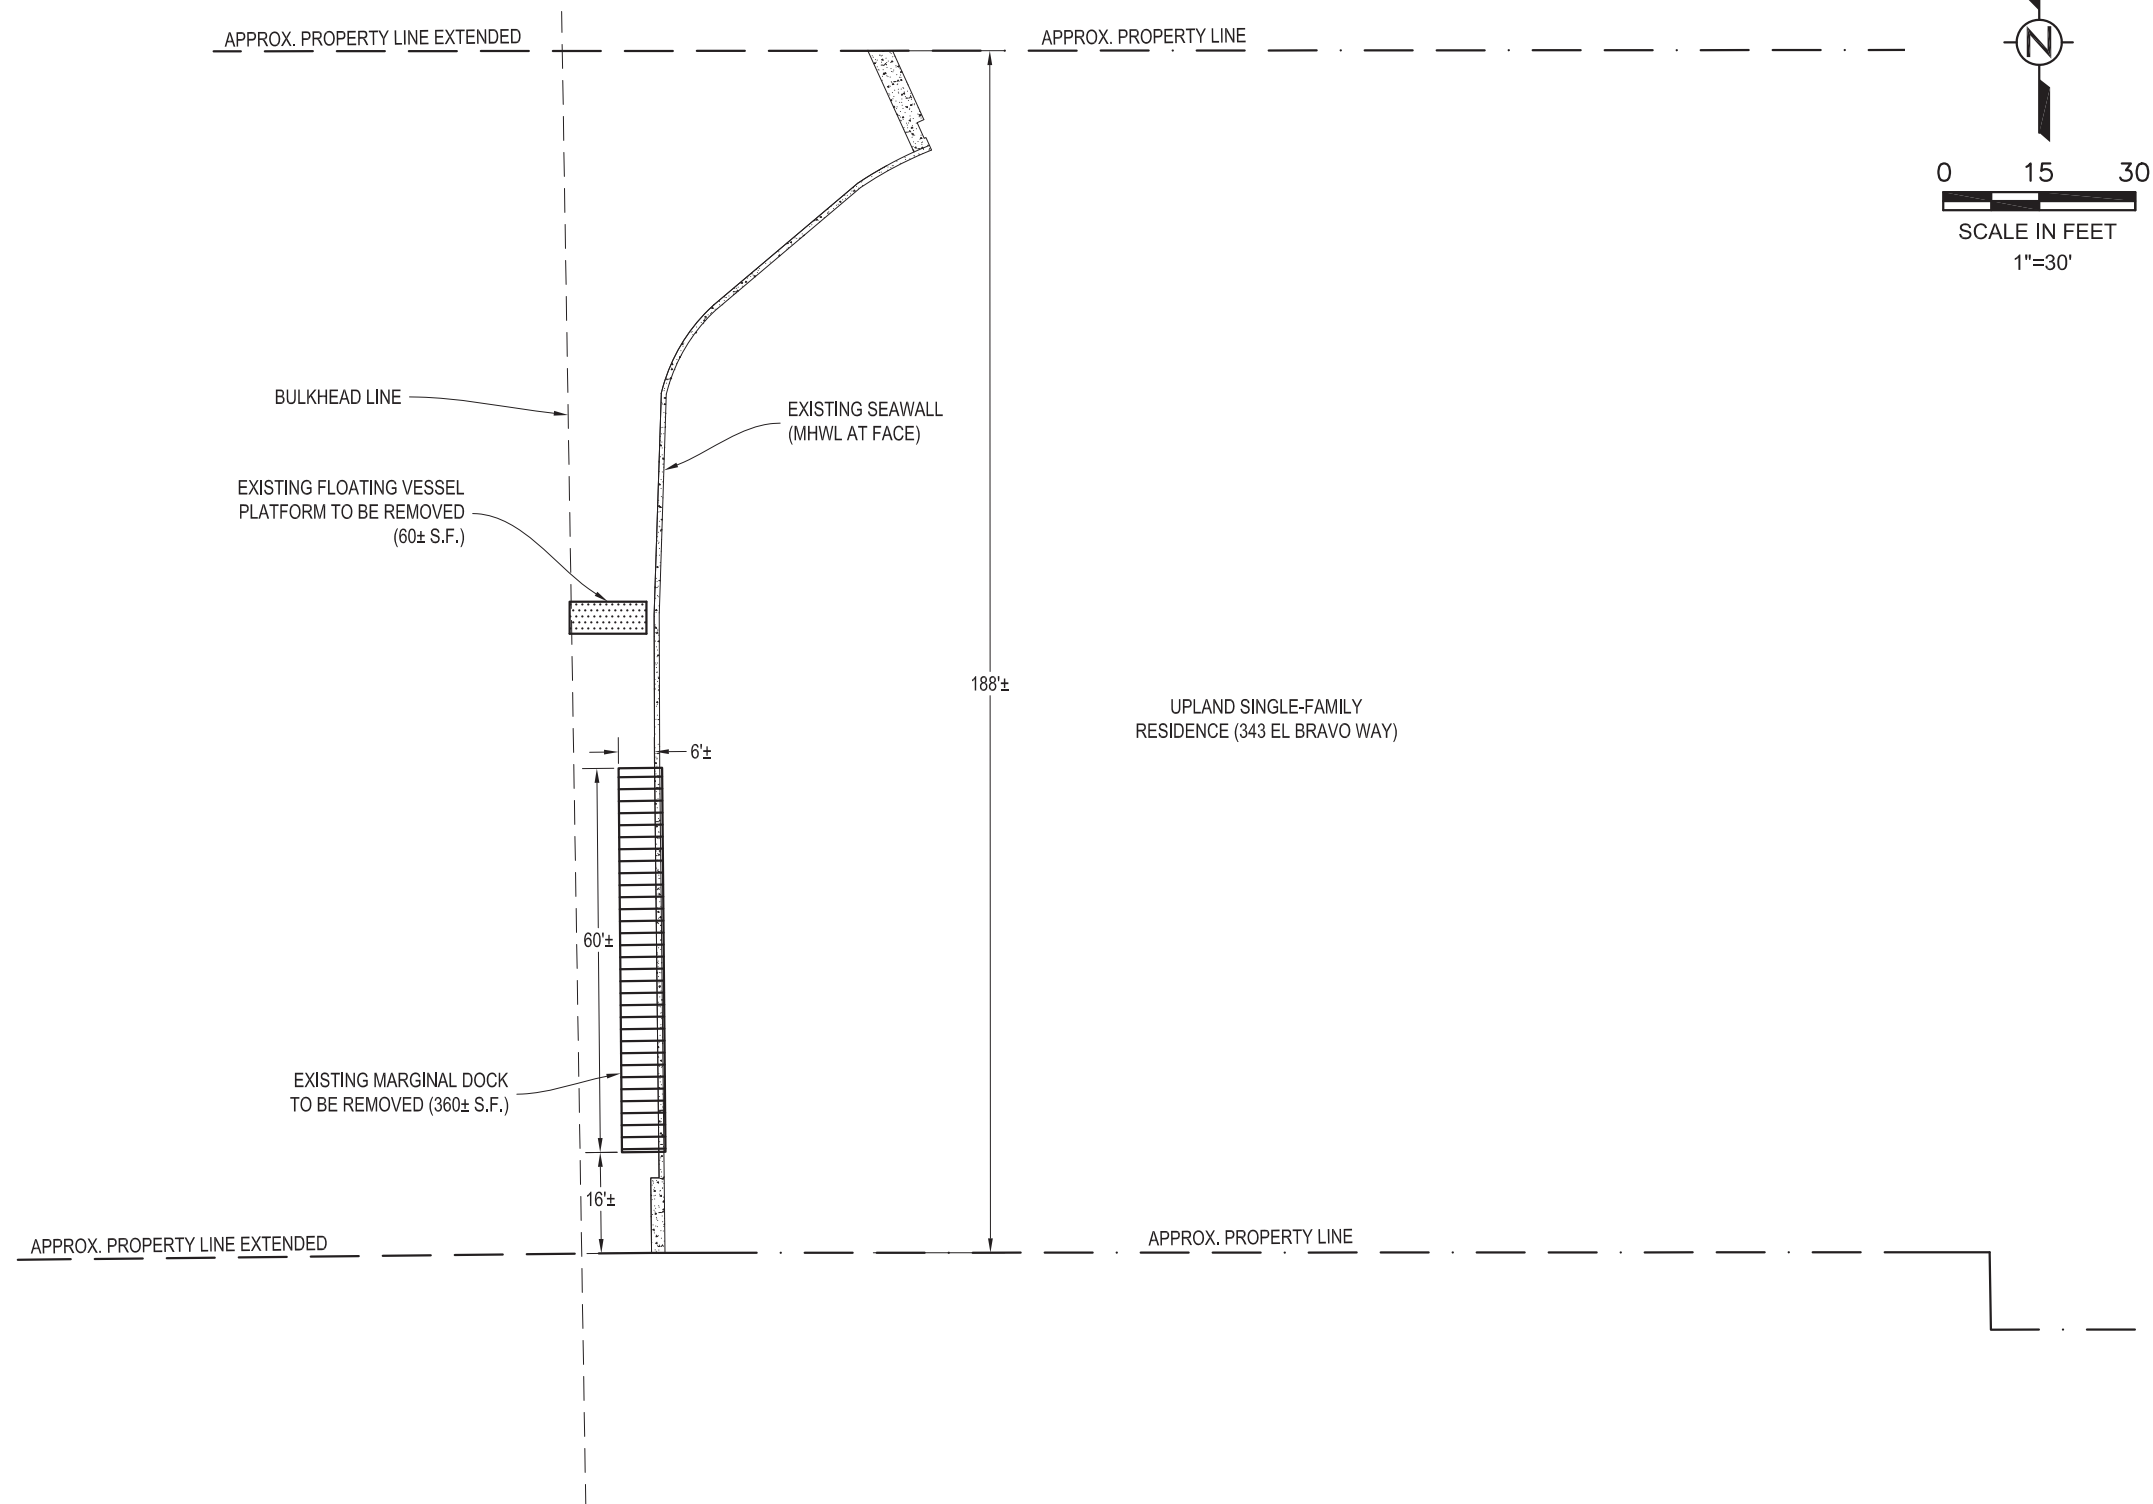 APPROX. PROPERTY LINE EXTENDED
APPROX. PROPERTY LINE
N
0 15 30
SCALE IN FEET
1"=30'
BULKHEAD LINE
EXISTING SEAWALL
(MHWL AT FACE)
EXISTING FLOATING VESSEL
PLATFORM TO BE REMOVED
(60± S.F.)
188'±
UPLAND SINGLE-FAMILY
RESIDENCE (343 EL BRAVO WAY)
6'±
60'±
EXISTING MARGINAL DOCK
TO BE REMOVED (360± S.F.)
16'±
APPROX. PROPERTY LINE EXTENDED
APPROX. PROPERTY LINE